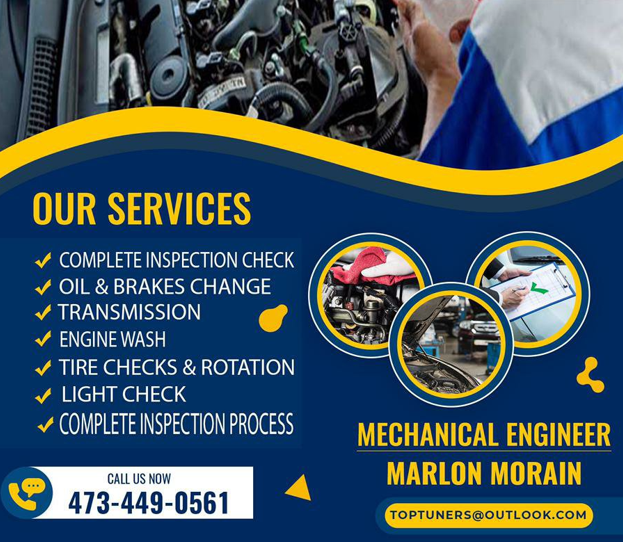 OUR SERVICES
COMPLETE INSPECTION CHECK
OIL & BRAKES CHANGE
TRANSMISSION
ENGINE WASH
TIRE CHECKS & ROTATION
LIGHT CHECK
COMPLETE INSPECTION PROCESS
CALL US NOW
473-449-0561
MECHANICAL ENGINEER
MARLON MORAIN
TOPTUNERS@OUTLOOK.COM